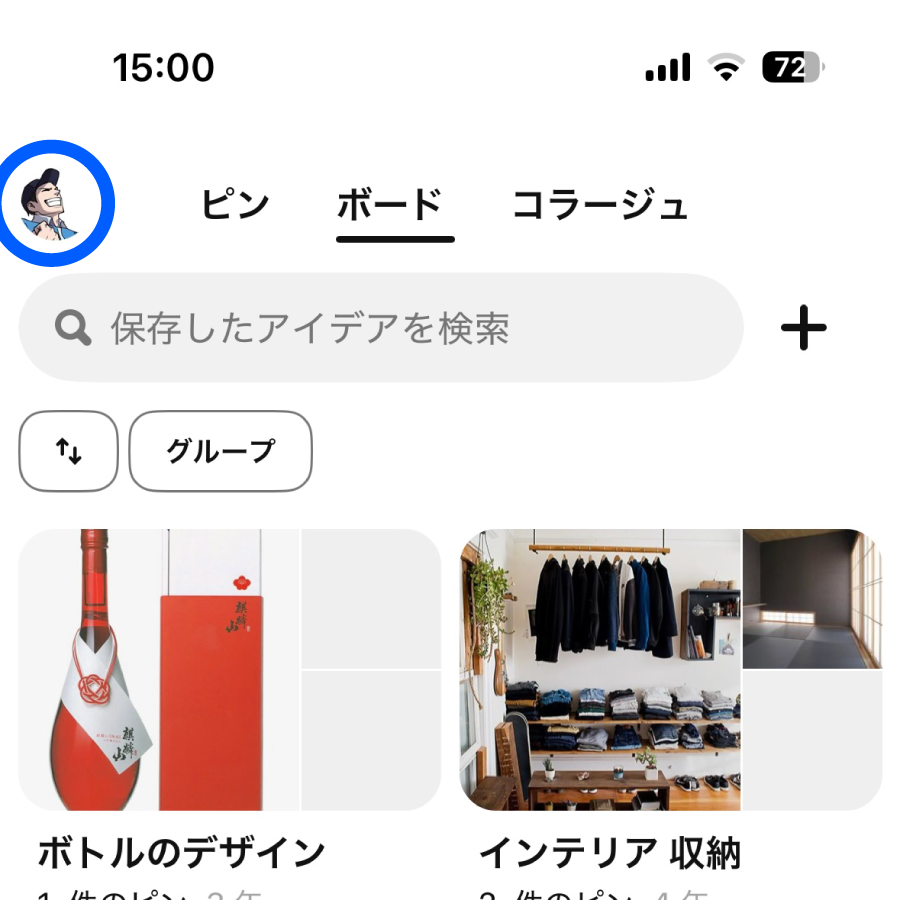 15:00 72
ピン ボード コラージュ
保存したアイデアを検索
グループ
麒麟山
麒麟山
ボトルのデザイン インテリア 収納
1 件のピン 3 年 2 件のピン 4 年